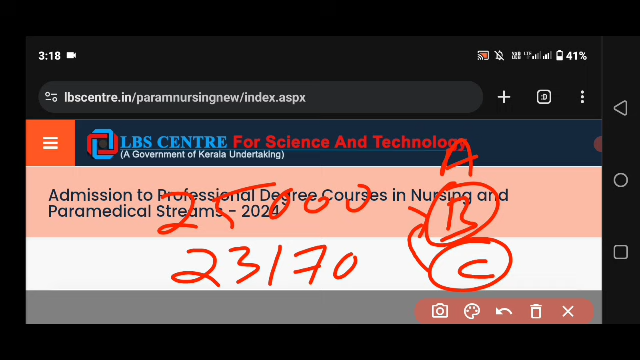 3:18 41%
lbscentre.in/paramnursingnew/index.aspx :D
LBS CENTRE For Science and Technology
(A Government of Kerala Undertaking)
A
Admission to Professional Degree Courses in Nursing and
Paramedical Streams - 2024
25000 B
23170 C